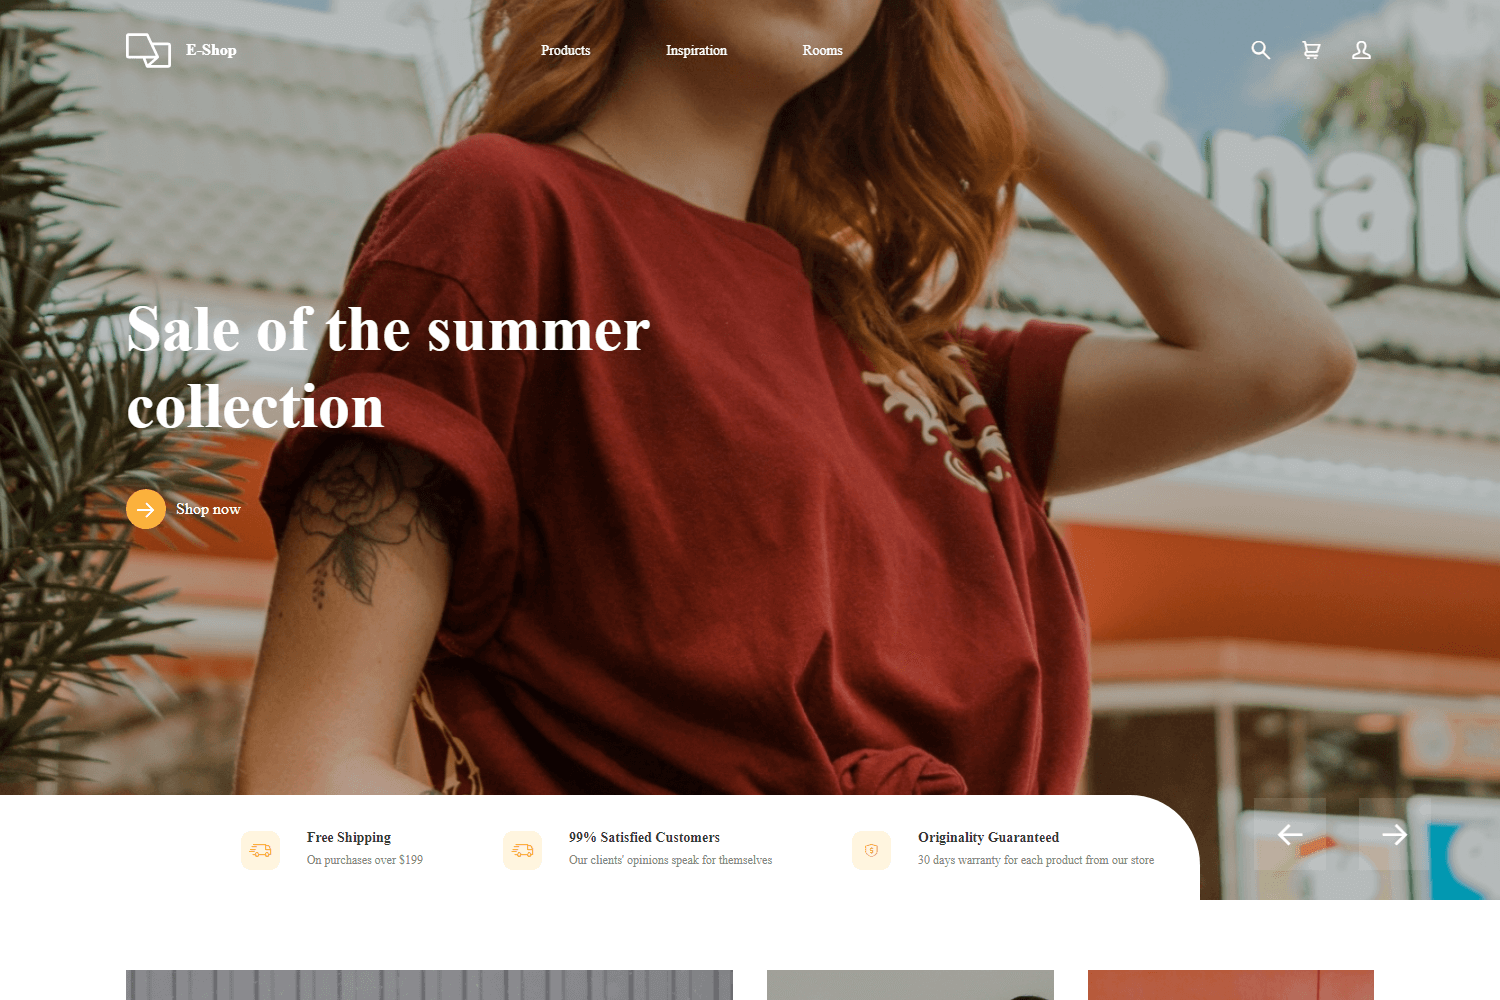 E-Shop
Products
Inspiration
Rooms
Sale of the summer
collection
Shop now
Free Shipping
On purchases over $199
99% Satisfied Customers
Our clients' opinions speak for themselves
Originality Guaranteed
30 days warranty for each product from our store